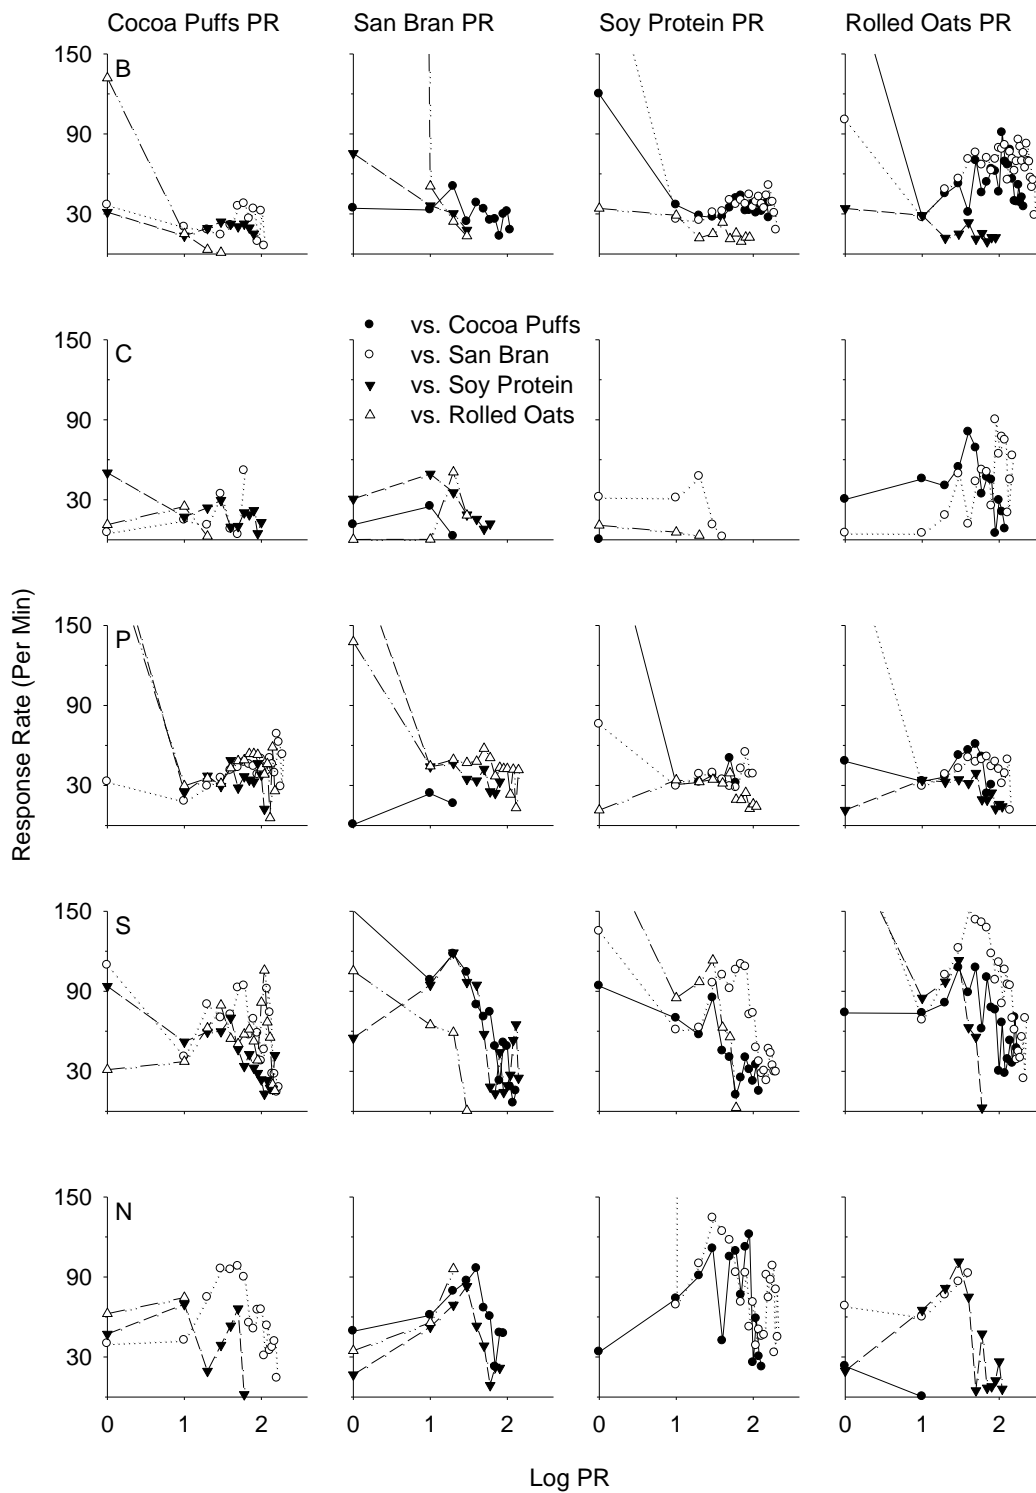 Cocoa Puffs PR San Bran PR Soy Protein PR Rolled Oats PR
150 B
90
30
150 C
vs. Cocoa Puffs
vs. San Bran
vs. Soy Protein
vs. Rolled Oats
90
30
150 P
90
30
Response Rate (Per Min)
150 S
90
30
150 N
90
30
0 1 2 0 1 2 0 1 2 0 1 2
Log PR